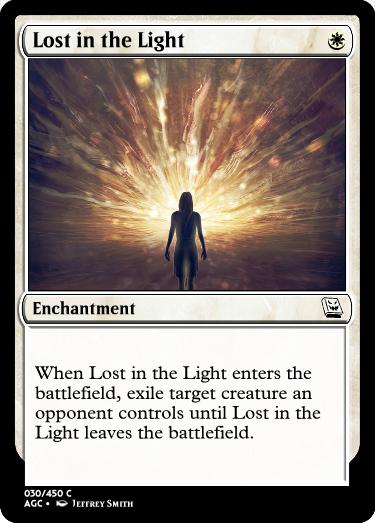 Lost in the Light
Enchantment
When Lost in the Light enters the
battlefield, exile target creature an
opponent controls until Lost in the
Light leaves the battlefield.
030/450 C
AGC • Jeffrey Smith